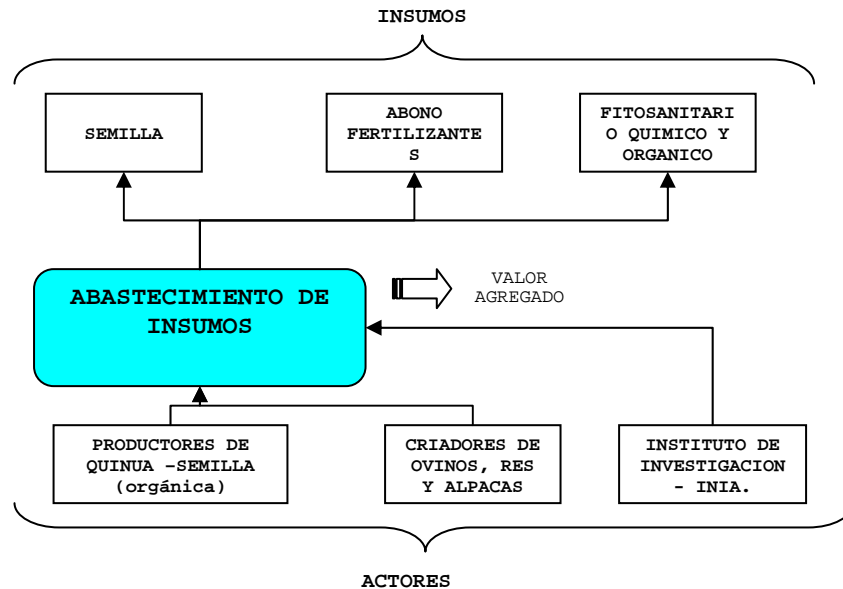 INSUMOS
SEMILLA
ABONO
FERTILIZANTE
S
FITOSANITARI
O QUIMICO Y
ORGANICO
ABASTECIMIENTO DE
INSUMOS
VALOR
AGREGADO
PRODUCTORES DE
QUINUA –SEMILLA
(orgánica)
CRIADORES DE
OVINOS, RES
Y ALPACAS
INSTITUTO DE
INVESTIGACION
- INIA.
ACTORES